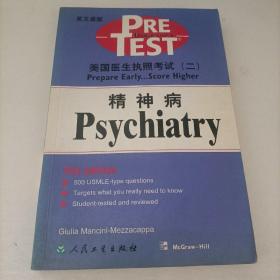 英文原版
PRE
TEST
美国医生执照考试（二）
Prepare Early...Score Higher
精神病
Psychiatry
500 USMLE-type questions
Targets what you really need to know
Student-tested and reviewed
Giulia Mancini-Mezzacappa
人民卫生出版社
McGraw-Hill